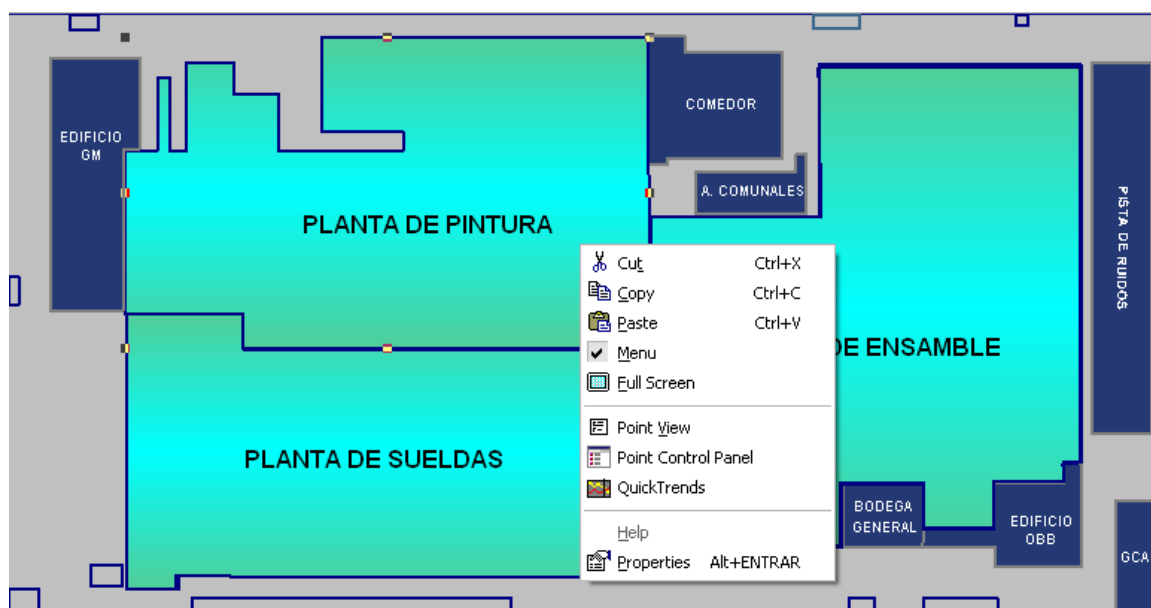 COMEDOR
EDIFICIO
GM
A. COMUNALES
PISTA DE RUIDOS
PLANTA DE PINTURA
Cut Ctrl+X
Copy Ctrl+C
Paste Ctrl+V
Menu
Full Screen
DE ENSAMBLE
Point View
Point Control Panel
PLANTA DE SUELDAS
QuickTrends
BODEGA
GENERAL
EDIFICIO
OBB
Help
Properties Alt+ENTRAR
GCA